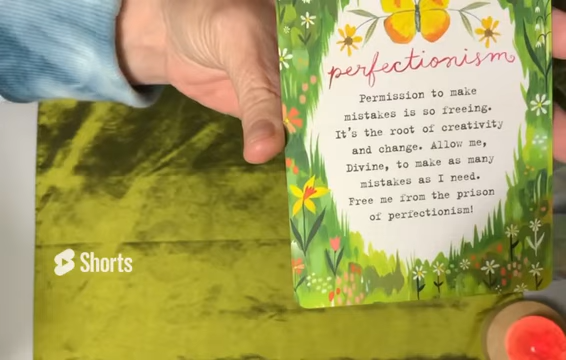 perfectionism
Permission to make
mistakes is so freeing.
It's the root of creativity
and change. Allow me,
Divine, to make as many
mistakes as I need.
Free me from the prison
of perfectionism!
Shorts